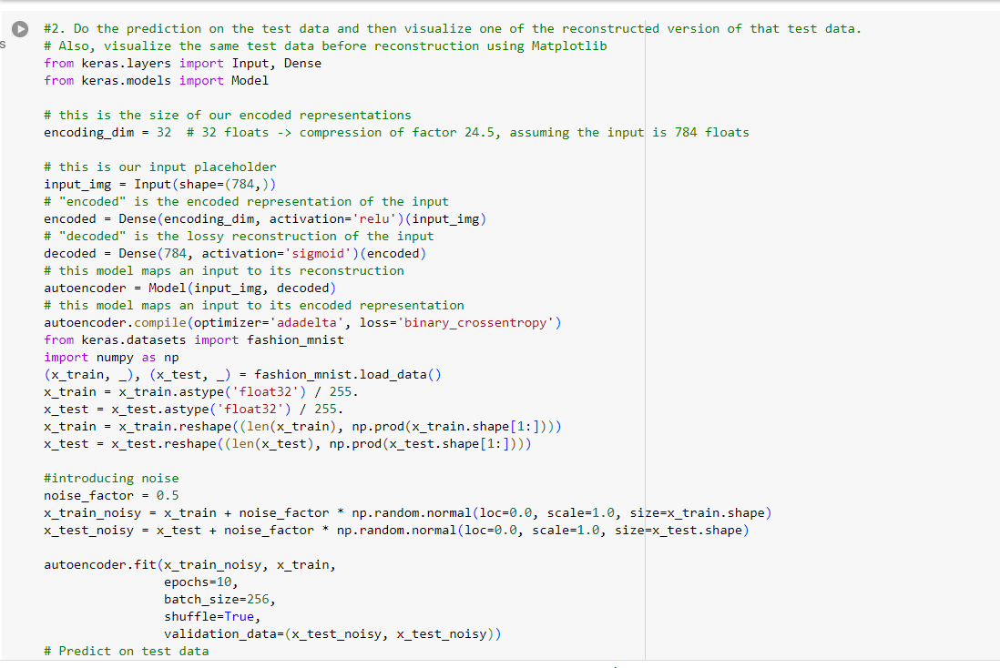 #2. Do the prediction on the test data and then visualize one of the reconstructed version of that test data.
# Also, visualize the same test data before reconstruction using Matplotlib
from keras.layers import Input, Dense
from keras.models import Model
# this is the size of our encoded representations
encoding_dim = 32  # 32 floats -> compression of factor 24.5, assuming the input is 784 floats
# this is our input placeholder
input_img = Input(shape=(784,))
# "encoded" is the encoded representation of the input
encoded = Dense(encoding_dim, activation='relu')(input_img)
# "decoded" is the lossy reconstruction of the input
decoded = Dense(784, activation='sigmoid')(encoded)
# this model maps an input to its reconstruction
autoencoder = Model(input_img, decoded)
# this model maps an input to its encoded representation
autoencoder.compile(optimizer='adadelta', loss='binary_crossentropy')
from keras.datasets import fashion_mnist
import numpy as np
(x_train, _), (x_test, _) = fashion_mnist.load_data()
x_train = x_train.astype('float32') / 255.
x_test = x_test.astype('float32') / 255.
x_train = x_train.reshape((len(x_train), np.prod(x_train.shape[1:])))
x_test = x_test.reshape((len(x_test), np.prod(x_test.shape[1:])))
#introducing noise
noise_factor = 0.5
x_train_noisy = x_train + noise_factor * np.random.normal(loc=0.0, scale=1.0, size=x_train.shape)
x_test_noisy = x_test + noise_factor * np.random.normal(loc=0.0, scale=1.0, size=x_test.shape)
autoencoder.fit(x_train_noisy, x_train,
                epochs=10,
                batch_size=256,
                shuffle=True,
                validation_data=(x_test_noisy, x_test_noisy))
# Predict on test data